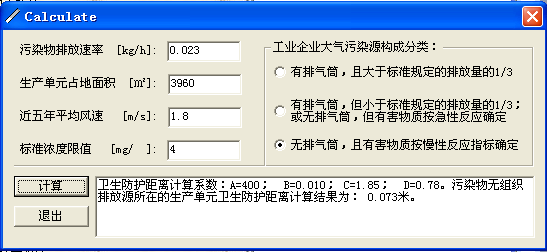 Calculate
污染物排放速率 [kg/h]: 0.023
生产单元占地面积 [㎡]: 3960
近五年平均风速 [m/s]: 1.8
标准浓度限值 [mg/ ]: 4
工业企业大气污染源构成分类：
有排气筒，且大于标准规定的排放量的1/3
有排气筒，但小于标准规定的排放量的1/3；
或无排气筒，但有害物质按急性反应确定
无排气筒，且有害物质按慢性反应指标确定
计算
退出
卫生防护距离计算系数：A=400； B=0.010；C=1.85； D=0.78。污染物无组织
排放源所在的生产单元卫生防护距离计算结果为： 0.073米。